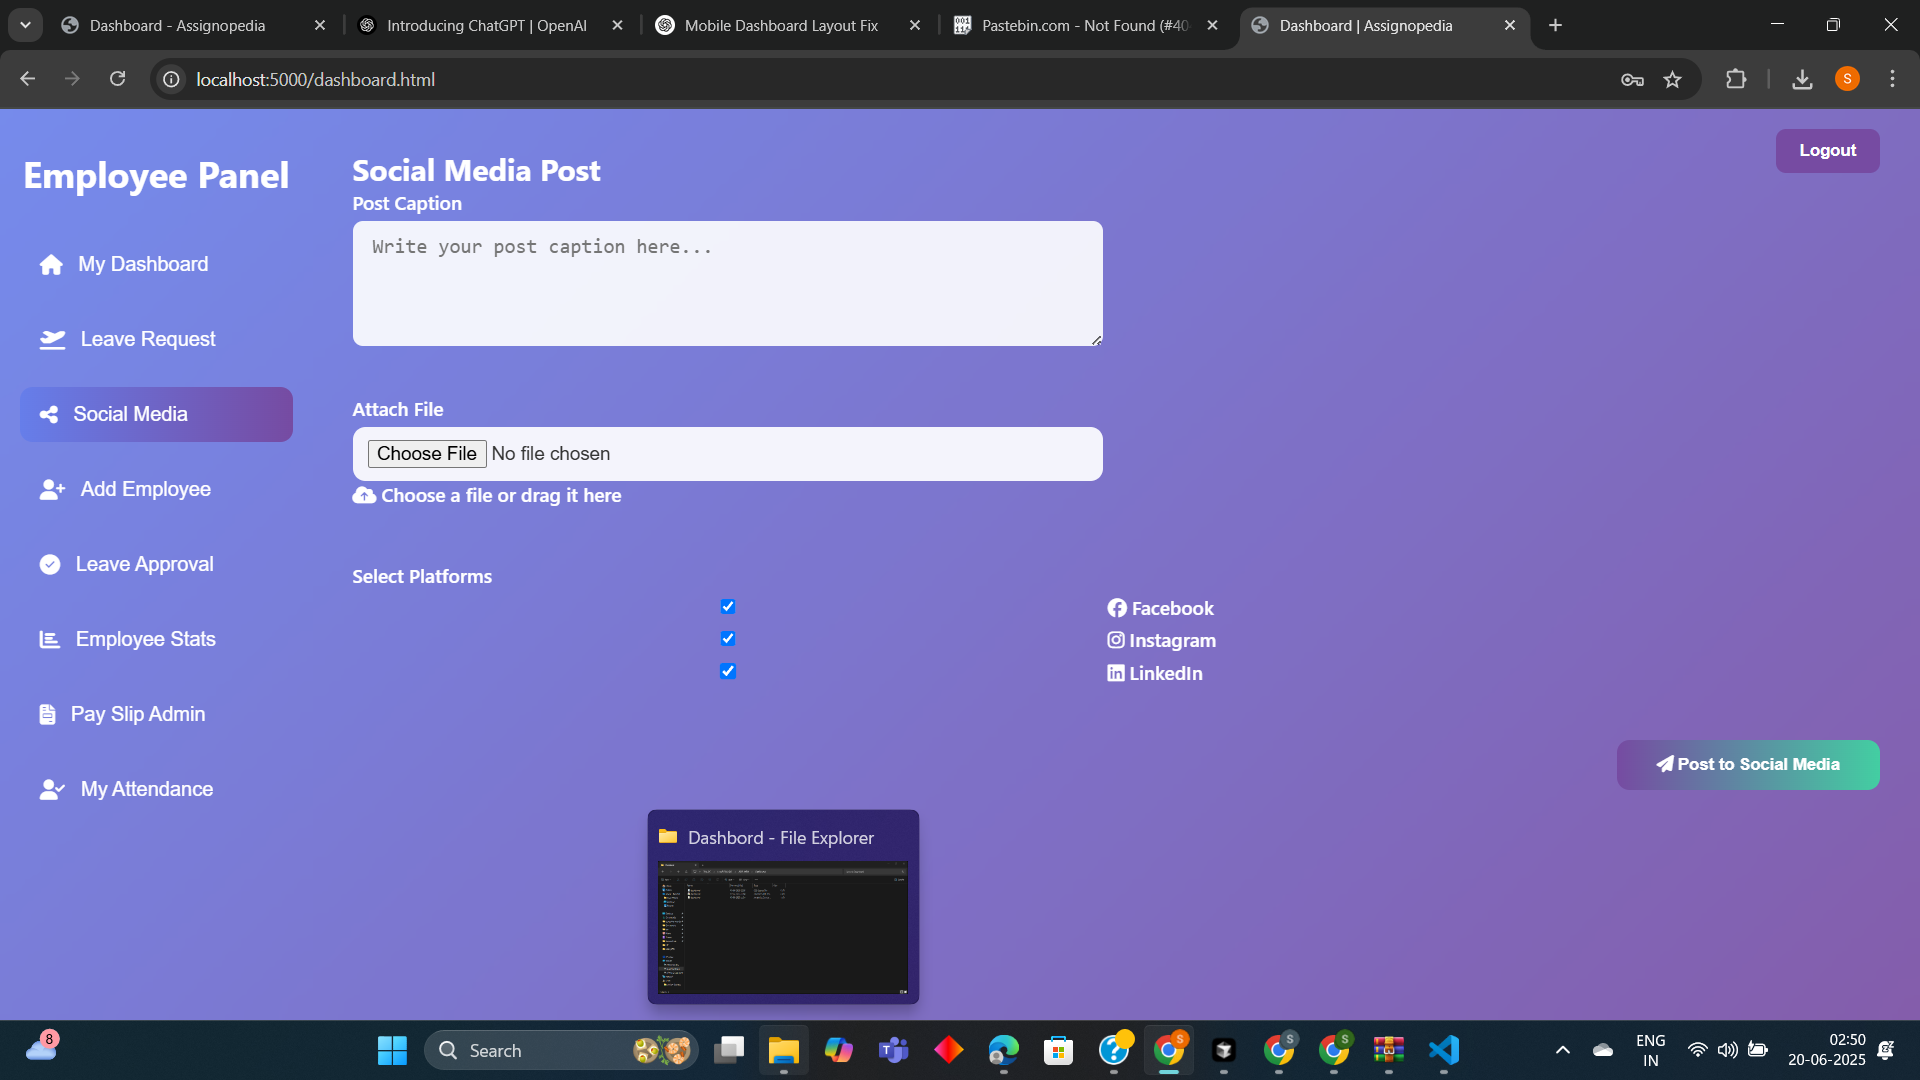 Dashboard - Assignopedia
Introducing ChatGPT | OpenAI
Mobile Dashboard Layout Fix
Pastebin.com - Not Found (#40
Dashboard | Assignopedia
localhost:5000/dashboard.html
S
Employee Panel
My Dashboard
Leave Request
Social Media
Add Employee
Leave Approval
Employee Stats
Pay Slip Admin
My Attendance
Logout
Social Media Post
Post Caption
Write your post caption here...
Attach File
Choose File No file chosen
Choose a file or drag it here
Select Platforms
Facebook
Instagram
LinkedIn
Post to Social Media
Dashbord - File Explorer
8
Search
S
S
S
ENG
IN
02:50
20-06-2025